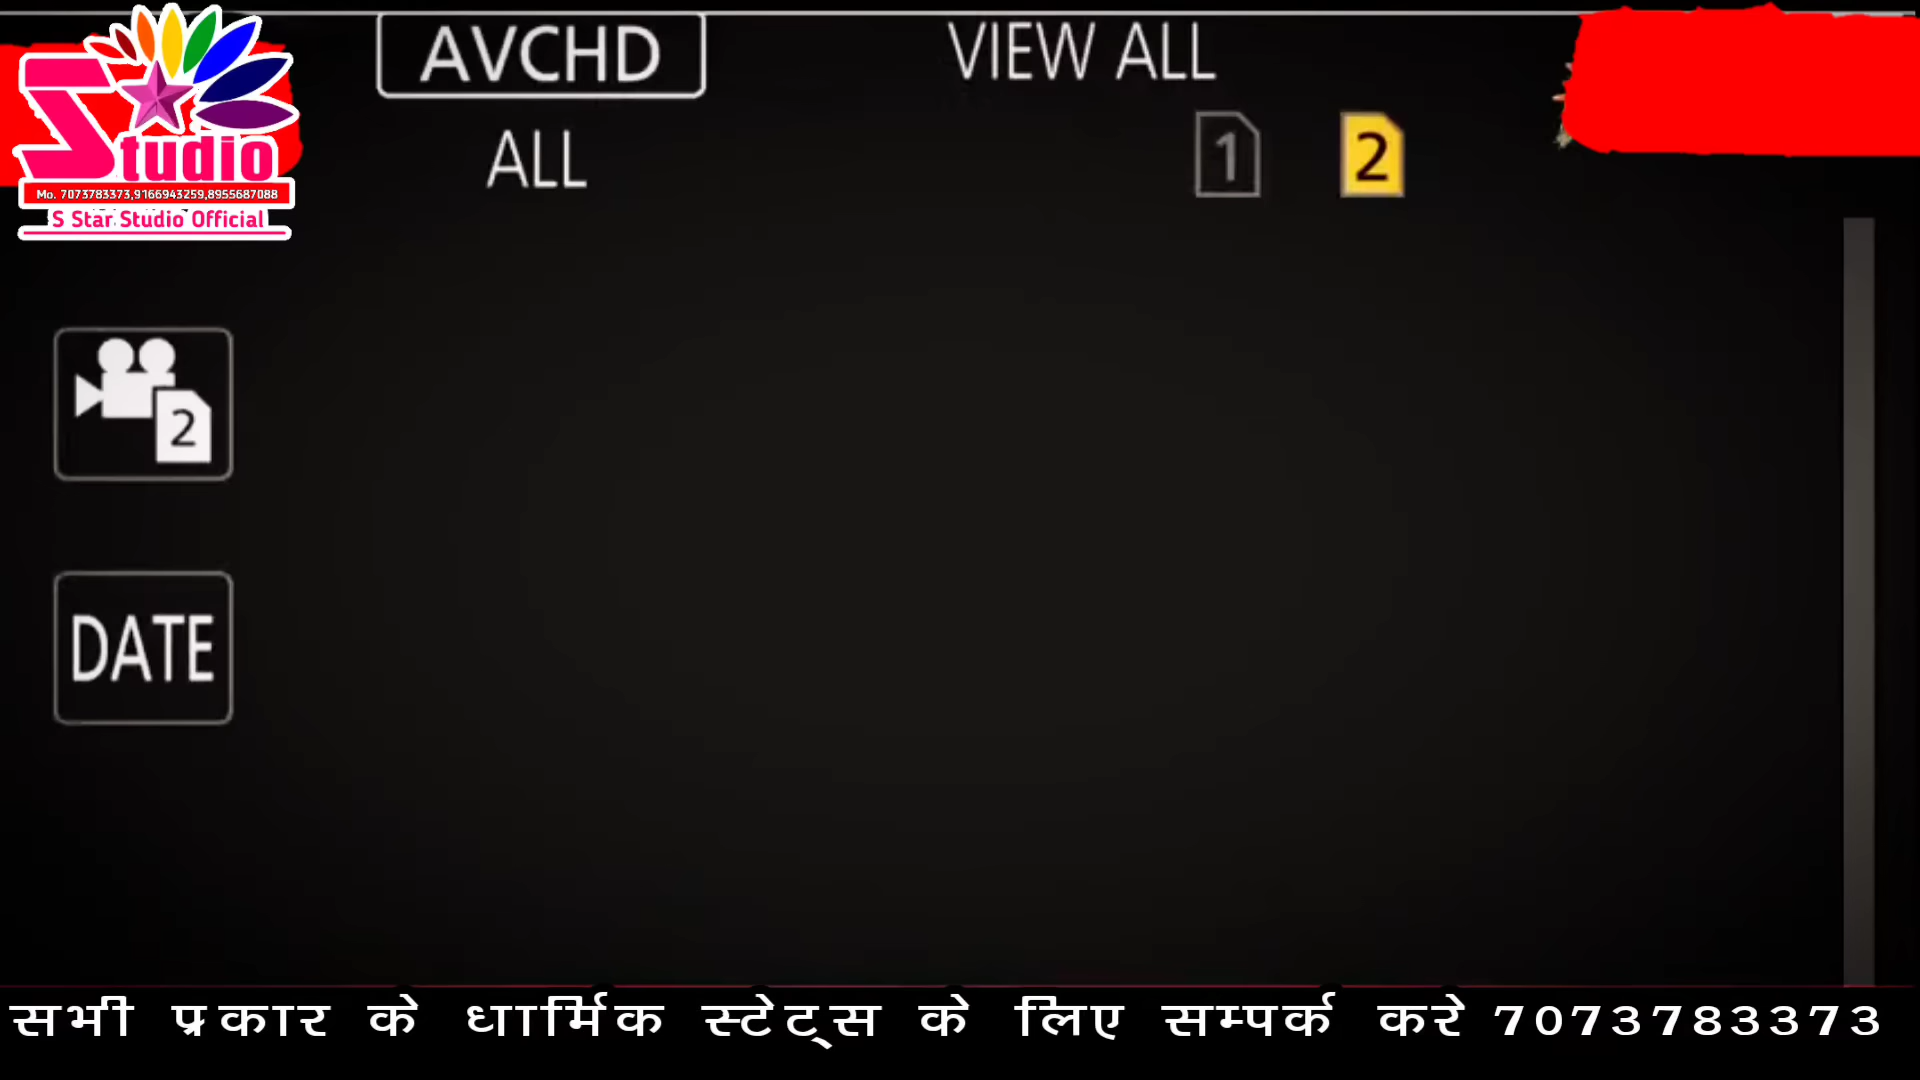 AVCHD
VIEW ALL
ALL
1
2
Studio
Mo. 7073783373,9166943259,8955687088
S Star Studio Official
2
DATE
सभी प्रकार के धार्मिक स्टेट्स के लिए सम्पर्क करे 7073783373